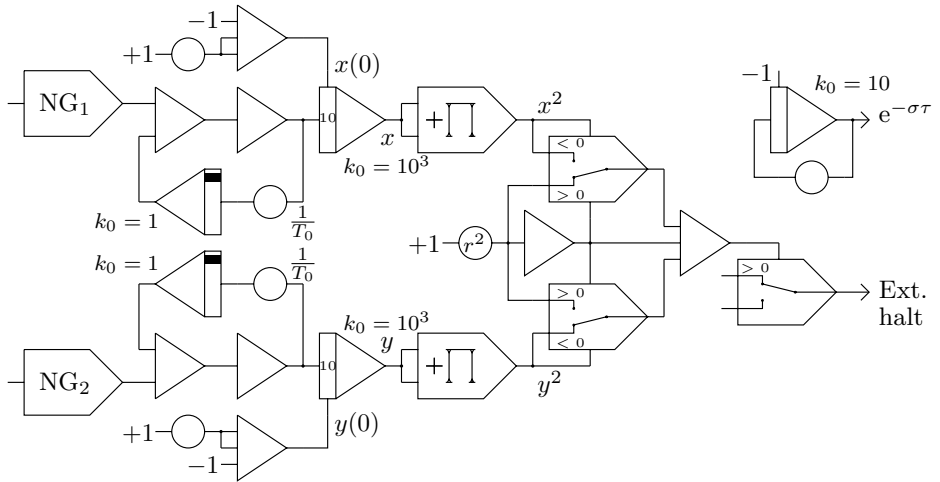 −1
+1
x(0)
NG₁
10
x
k₀ = 10³
+∏
x²
< 0
> 0
−1
k₀ = 10
e^{−στ}
k₀ = 1
1/T₀
+1
r²
k₀ = 1
1/T₀
> 0
Ext.
halt
NG₂
10
k₀ = 10³
y
+∏
> 0
< 0
y²
+1
−1
y(0)